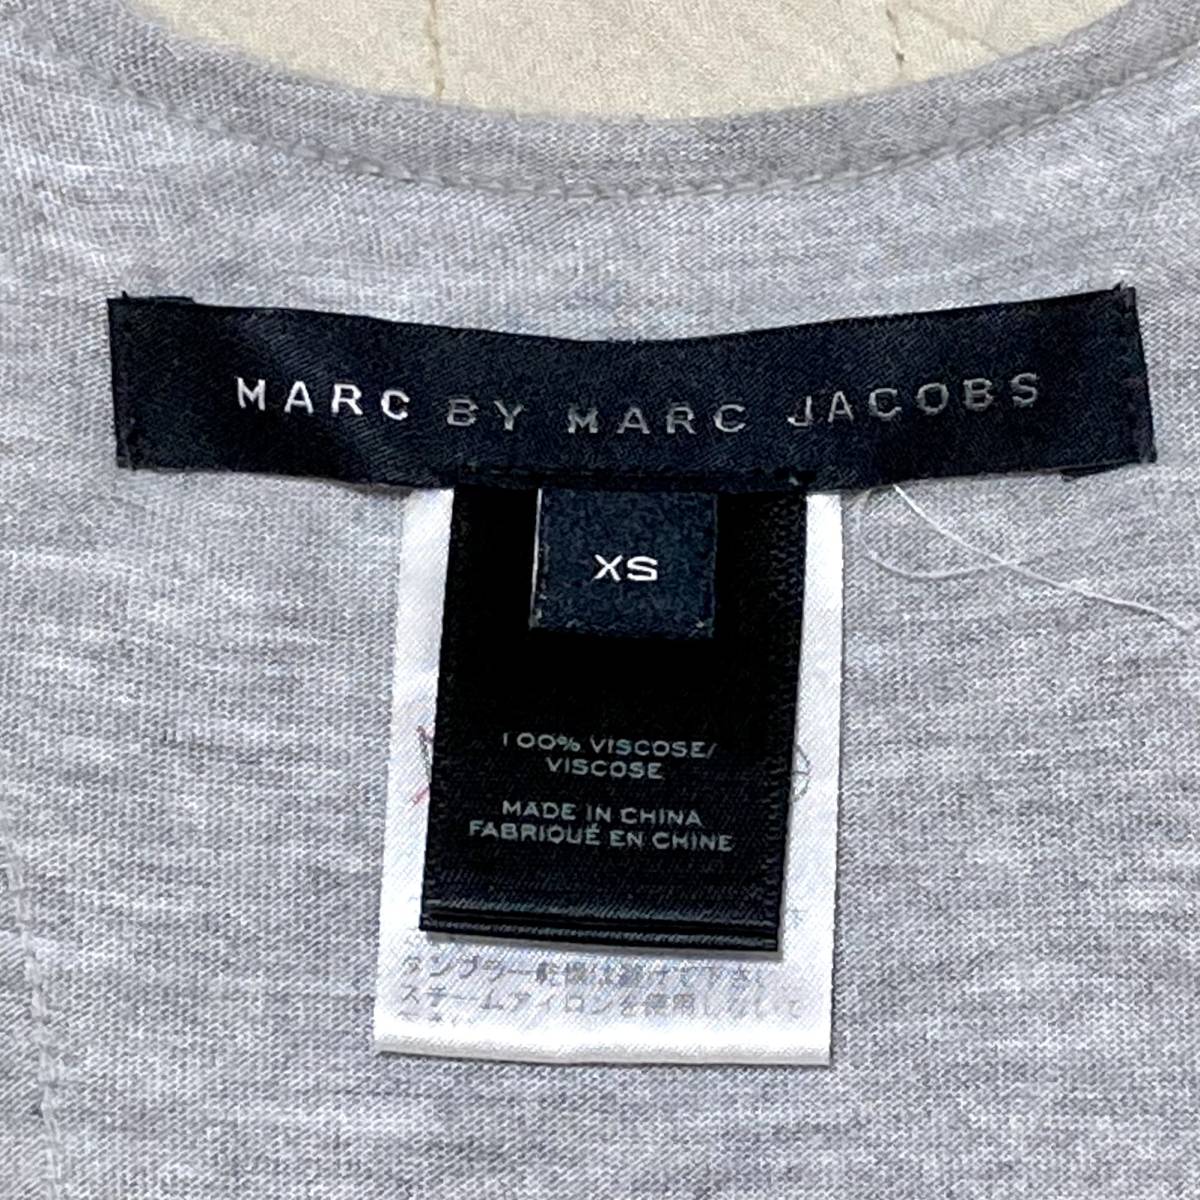 MARC BY MARC JACOBS
XS
100% VISCOSE/
VISCOSE
MADE IN CHINA
FABRIQUÉ EN CHINE
タンブラー乾燥は避けて下さい
スチームアイロンを使用しないで